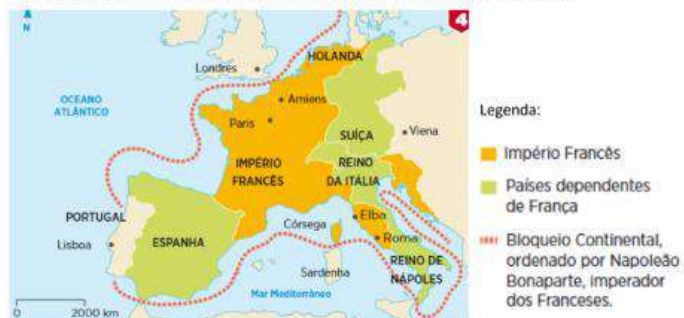 4
N
HOLANDA
Londres
OCEANO
ATLÂNTICO
Amiens
Paris
SUÍÇA
Viena
IMPÉRIO
FRANCÊS
REINO
DA ITÁLIA
PORTUGAL
Lisboa
ESPANHA
Córsega
Elba
Roma
Sardenha
REINO DE
NÁPOLES
Mar Mediterrâneo
0 2000 km
Legenda:
Império Francês
Países dependentes
de França
Bloqueio Continental,
ordenado por Napoleão
Bonaparte, imperador
dos Franceses.